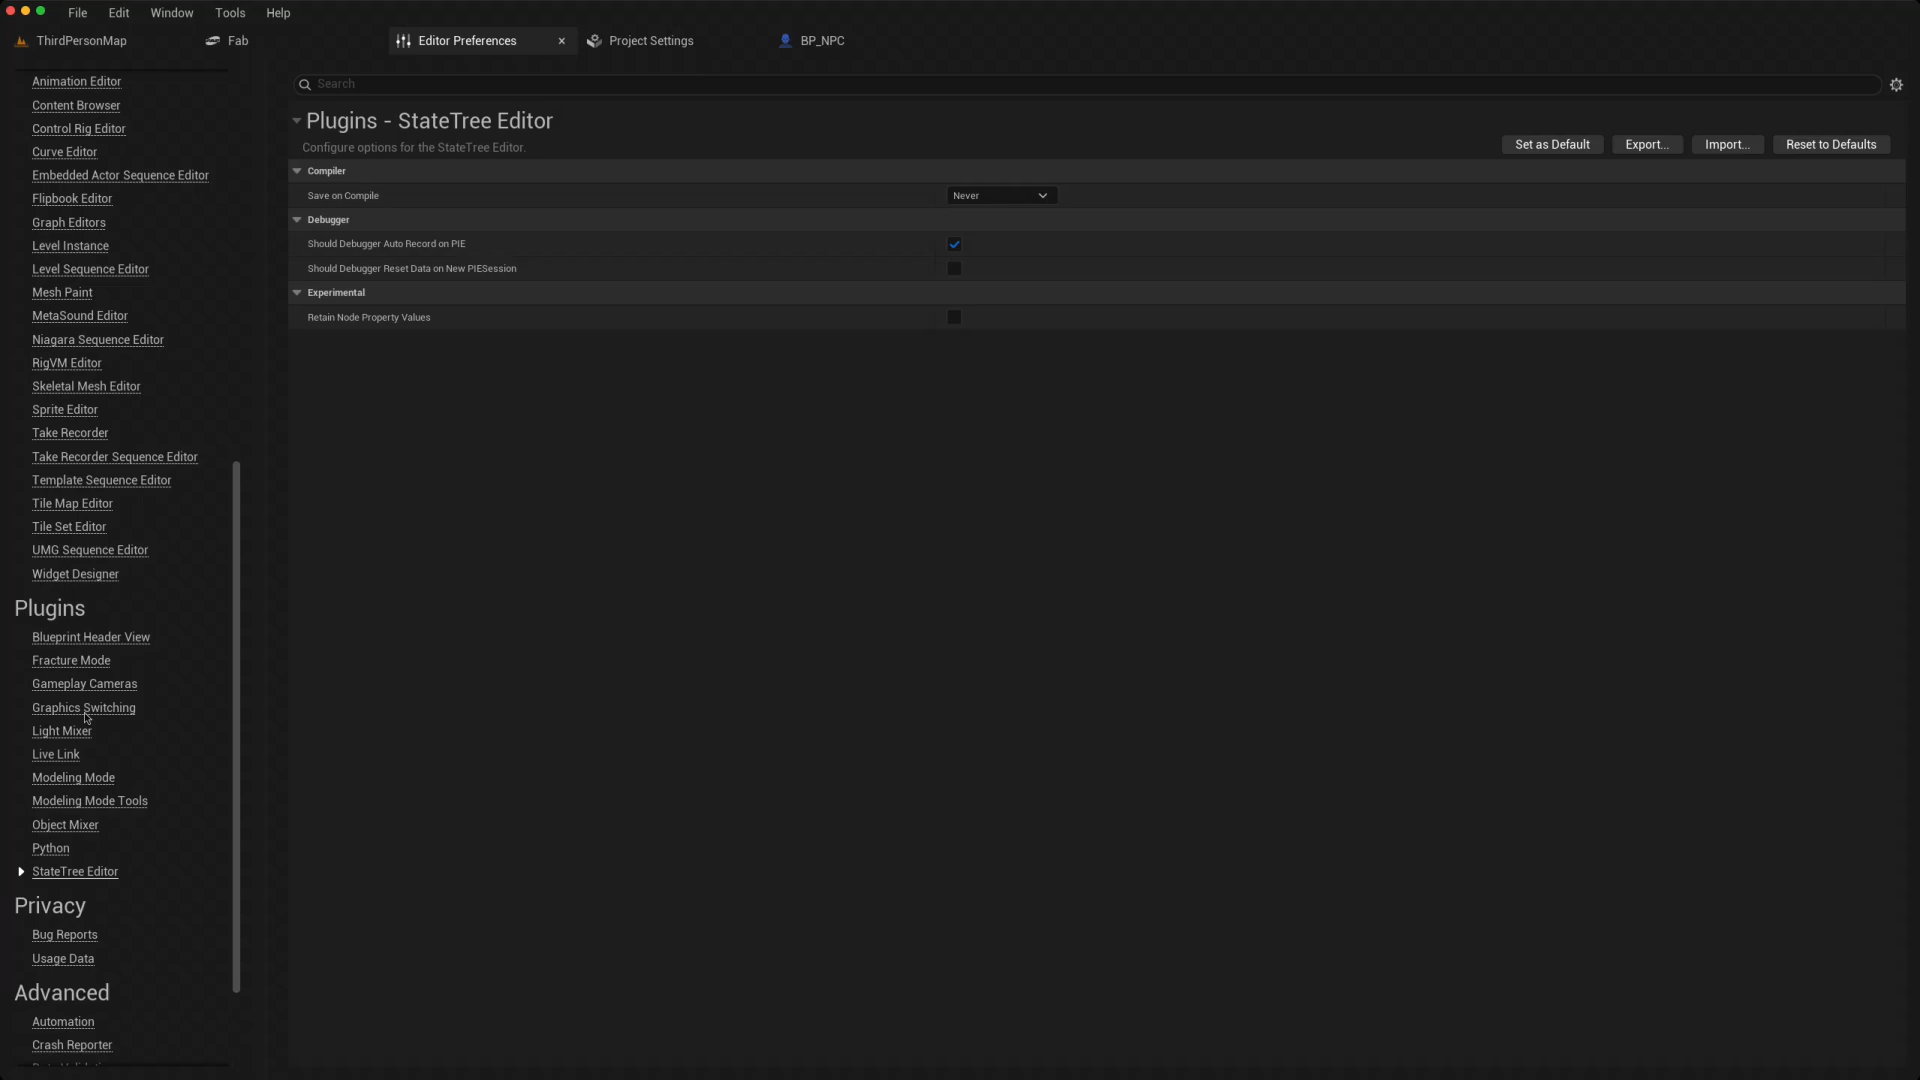 File Edit Window Tools Help
ThirdPersonMap Fab Editor Preferences × Project Settings BP_NPC
Animation Editor
Content Browser
Control Rig Editor
Curve Editor
Embedded Actor Sequence Editor
Flipbook Editor
Graph Editors
Level Instance
Level Sequence Editor
Mesh Paint
MetaSound Editor
Niagara Sequence Editor
RigVM Editor
Skeletal Mesh Editor
Sprite Editor
Take Recorder
Take Recorder Sequence Editor
Template Sequence Editor
Tile Map Editor
Tile Set Editor
UMG Sequence Editor
Widget Designer
Plugins
Blueprint Header View
Fracture Mode
Gameplay Cameras
Graphics Switching
Light Mixer
Live Link
Modeling Mode
Modeling Mode Tools
Object Mixer
Python
StateTree Editor
Privacy
Bug Reports
Usage Data
Advanced
Automation
Crash Reporter
Search
Plugins - StateTree Editor
Configure options for the StateTree Editor.
Set as Default Export... Import... Reset to Defaults
Compiler
Save on Compile Never
Debugger
Should Debugger Auto Record on PIE
Should Debugger Reset Data on New PIESession
Experimental
Retain Node Property Values